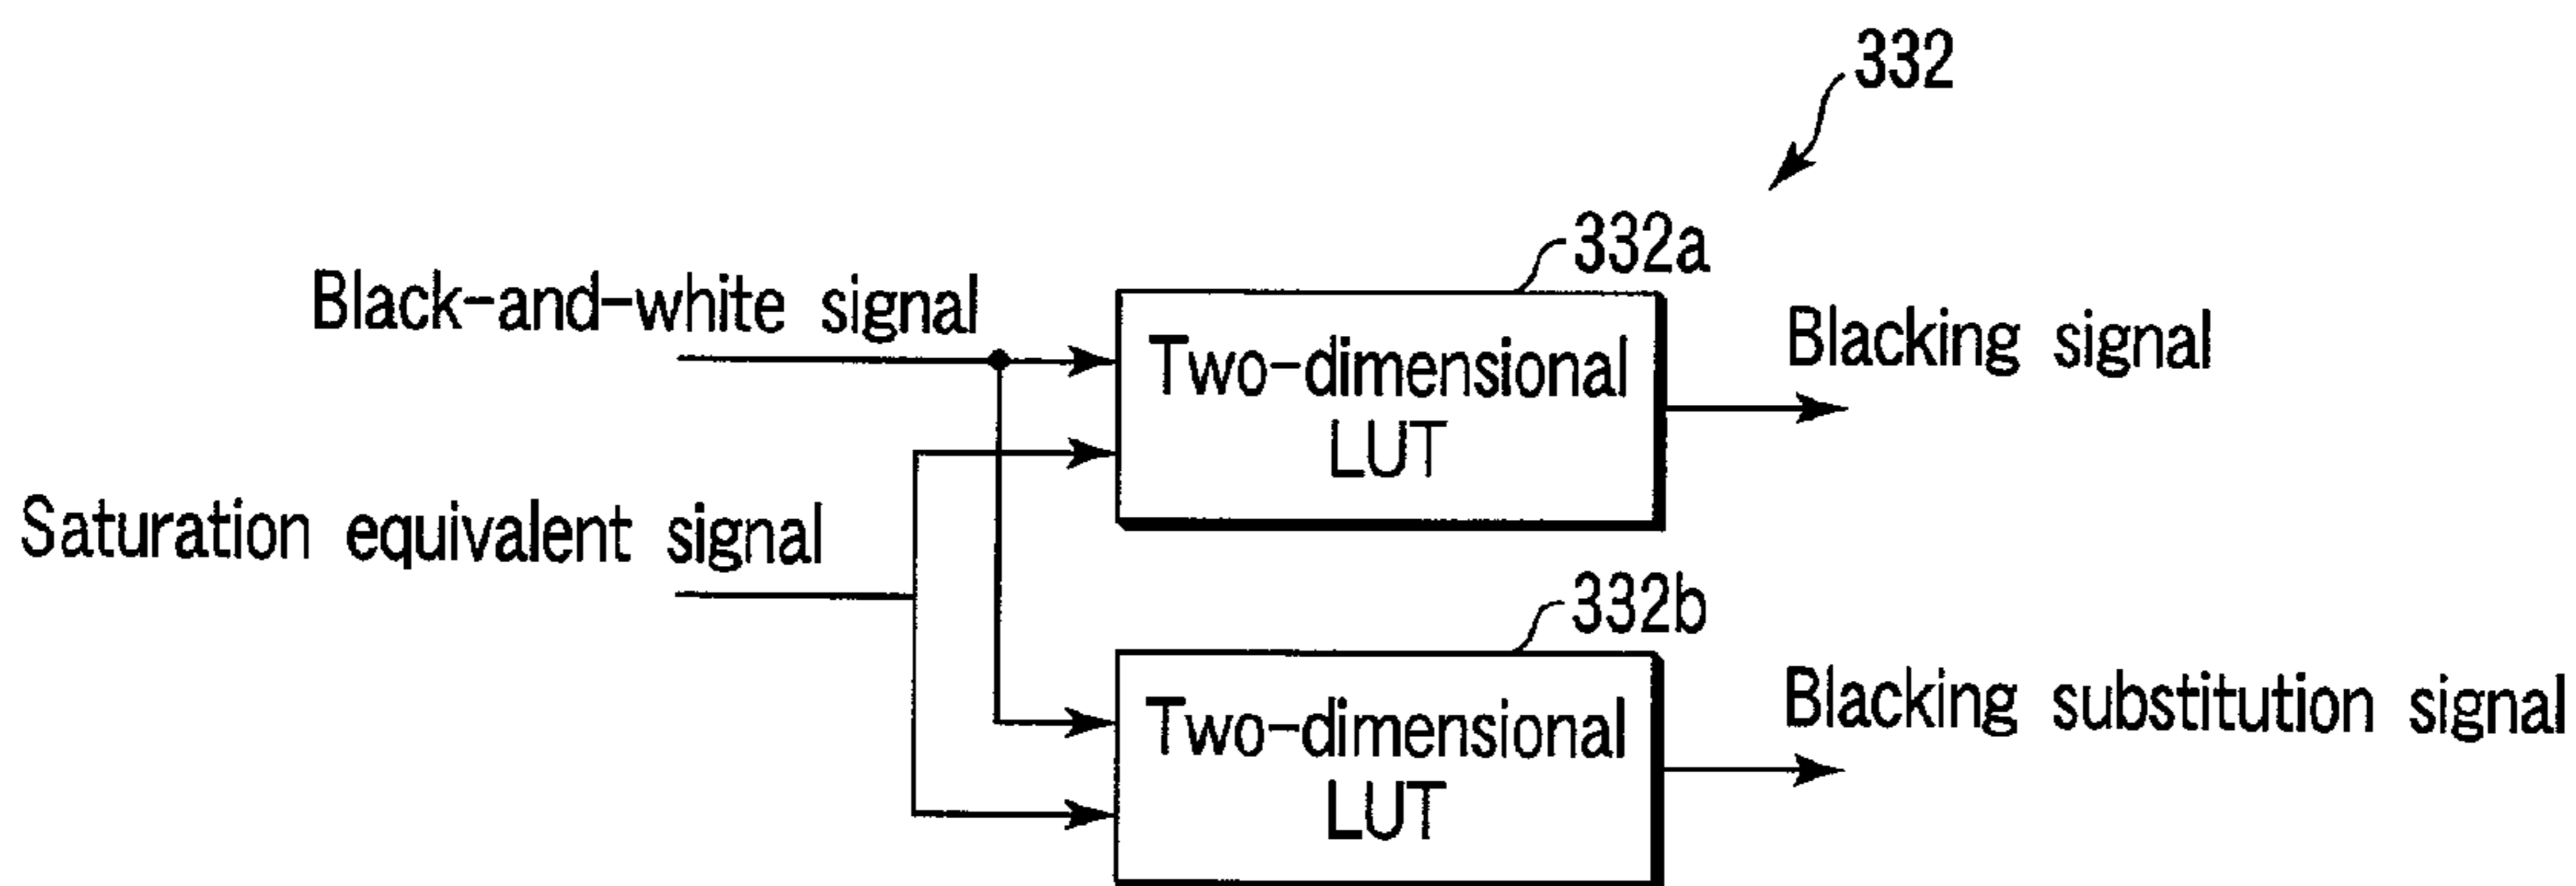 332
332a
Black-and-white signal
Two-dimensional
LUT
Blacking signal
Saturation equivalent signal
332b
Two-dimensional
LUT
Blacking substitution signal